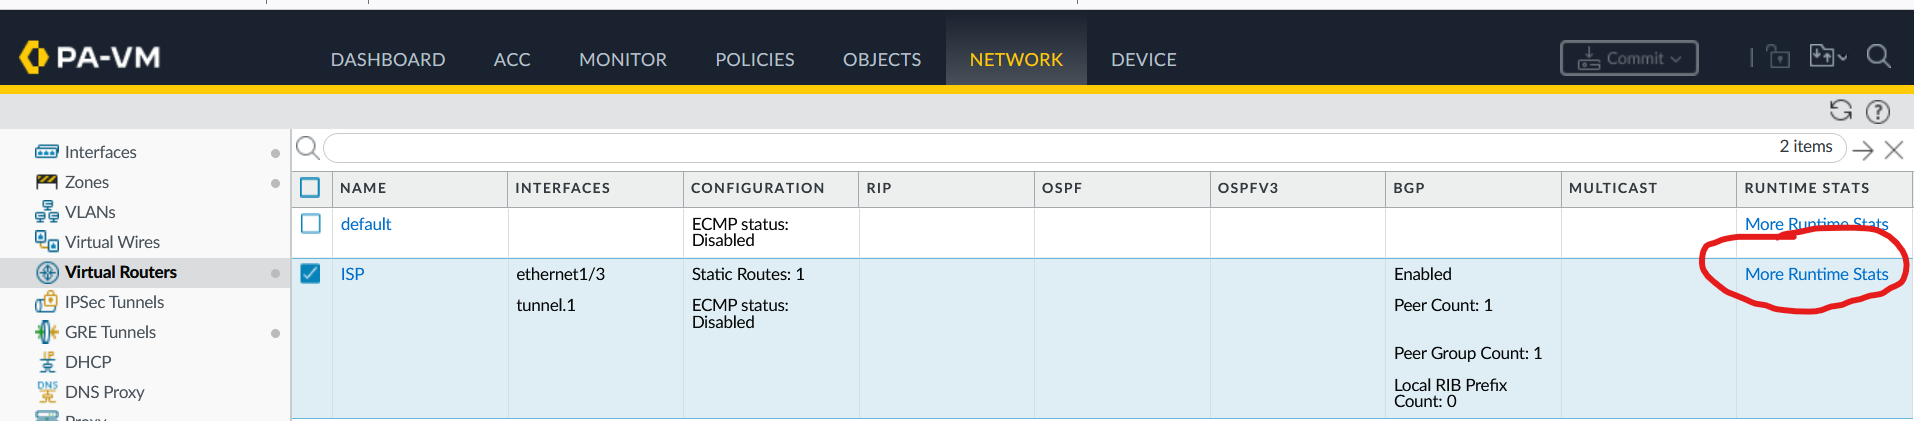 PA-VM
DASHBOARD ACC MONITOR POLICIES OBJECTS NETWORK DEVICE Commit
Interfaces
Zones
VLANs
Virtual Wires
Virtual Routers
IPSec Tunnels
GRE Tunnels
DHCP
DNS DNS Proxy
Proxy
2 items
NAME INTERFACES CONFIGURATION RIP OSPF OSPFV3 BGP MULTICAST RUNTIME STATS
default ECMP status: More Runtime Stats
Disabled
ISP ethernet1/3 Static Routes: 1 Enabled More Runtime Stats
tunnel.1 ECMP status: Peer Count: 1
Disabled
Peer Group Count: 1
Local RIB Prefix
Count: 0